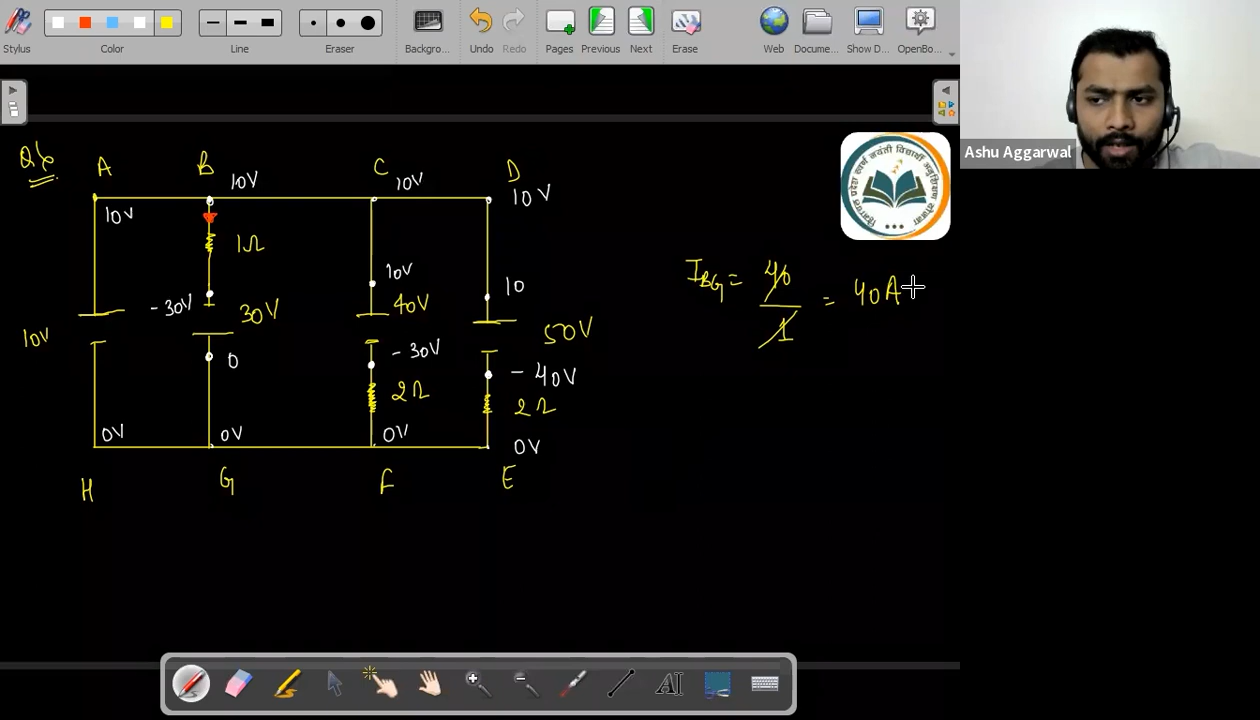 Stylus
Color
Line
Eraser
Backgro...
Undo
Redo
Pages
Previous
Next
Erase
Web
Docume...
Show D...
OpenBo...
Ashu Aggarwal
A
B
C
D
10V
10V
10V
10V
1Ω
10V
10
-30V
30V
40V
50V
10V
0
-30V
-40V
2Ω
2Ω
0V
0V
0V
0V
H
G
F
E
I_BG = 40/1 = 40A